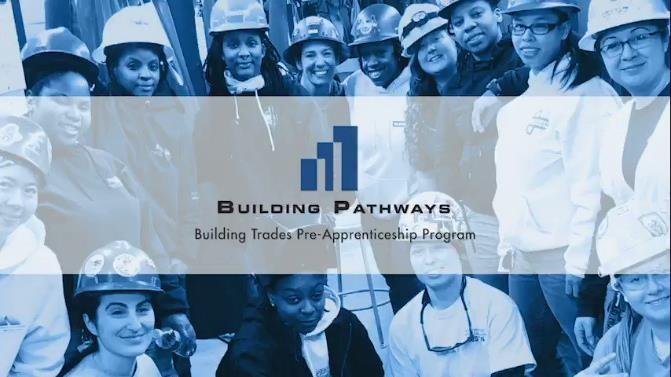 BUILDING PATHWAYS
Building Trades Pre-Apprenticeship Program